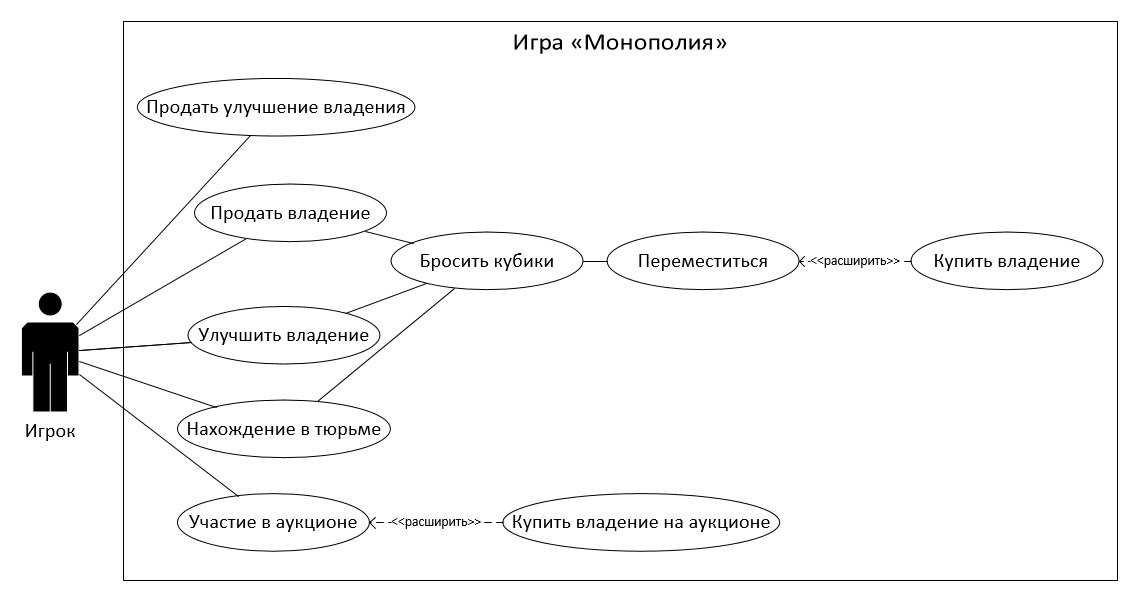 Игра «Монополия»
Продать улучшение владения
Продать владение
Бросить кубики
Переместиться
<<расширить>>
Купить владение
Улучшить владение
Нахождение в тюрьме
Игрок
Участие в аукционе
<<расширить>>
Купить владение на аукционе